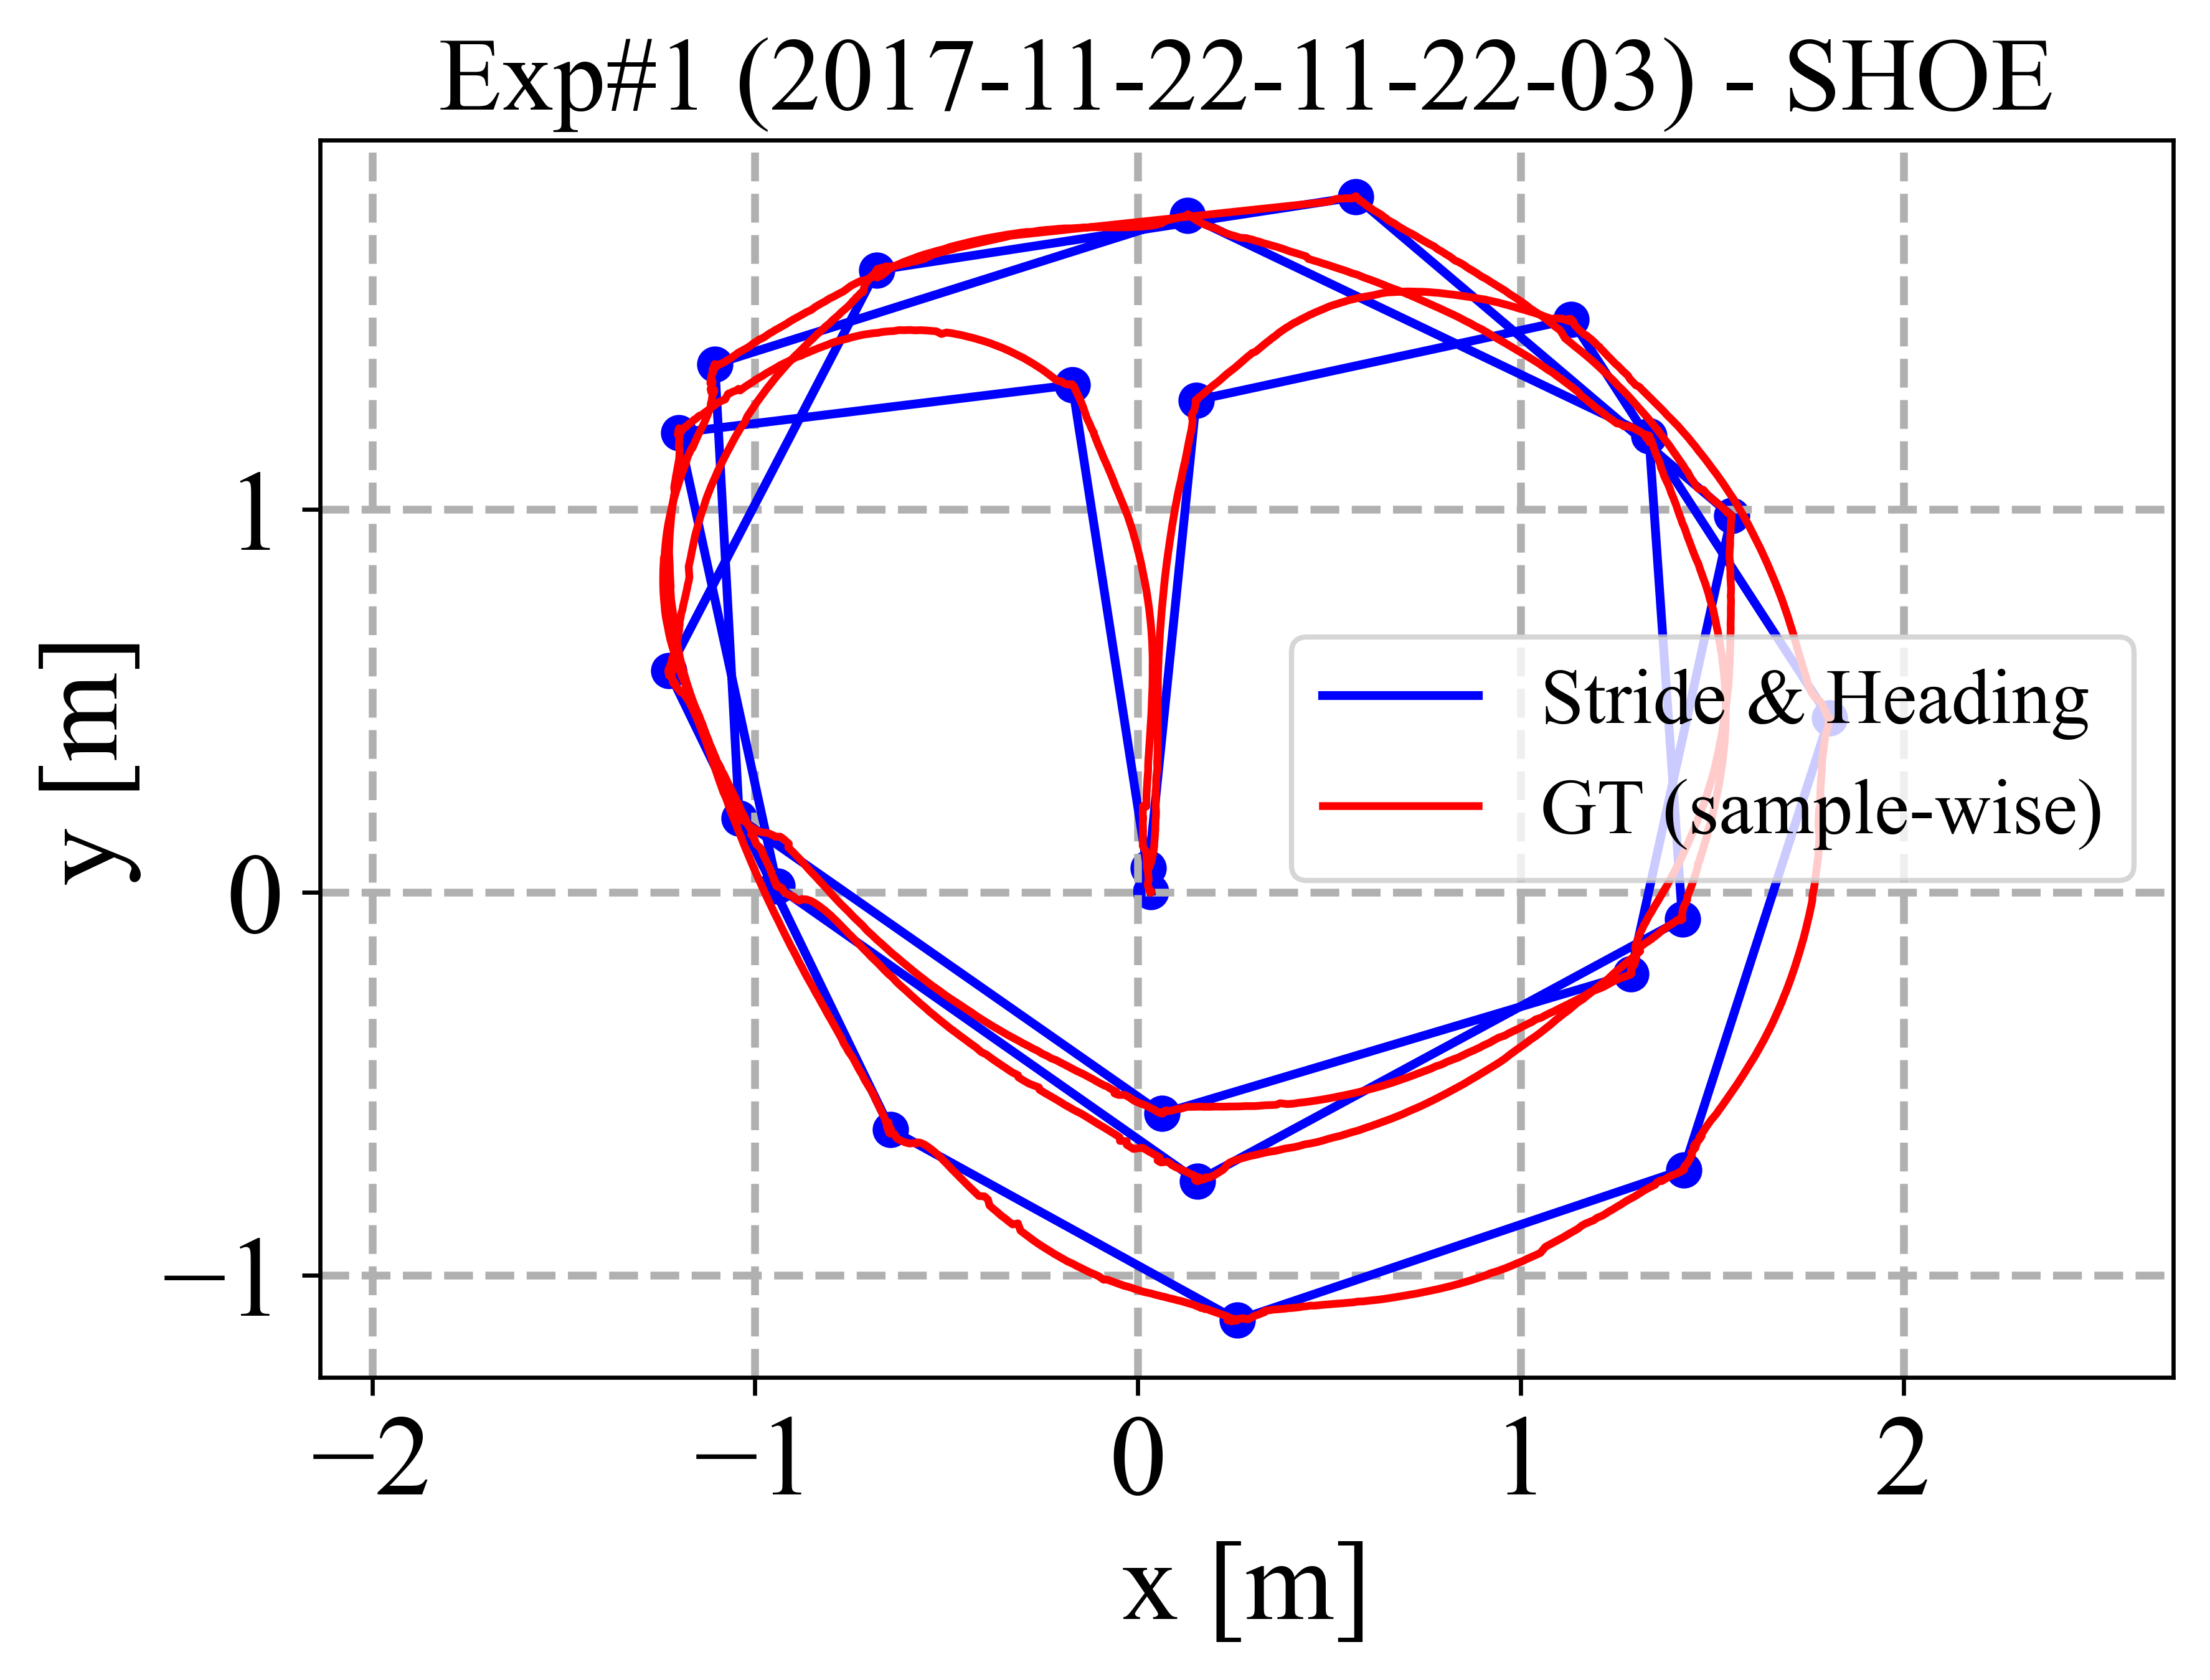 Exp#1 (2017-11-22-11-22-03) - SHOE
y [m]
1
0
−1
Stride & Heading
GT (sample-wise)
−2 −1 0 1 2
x [m]